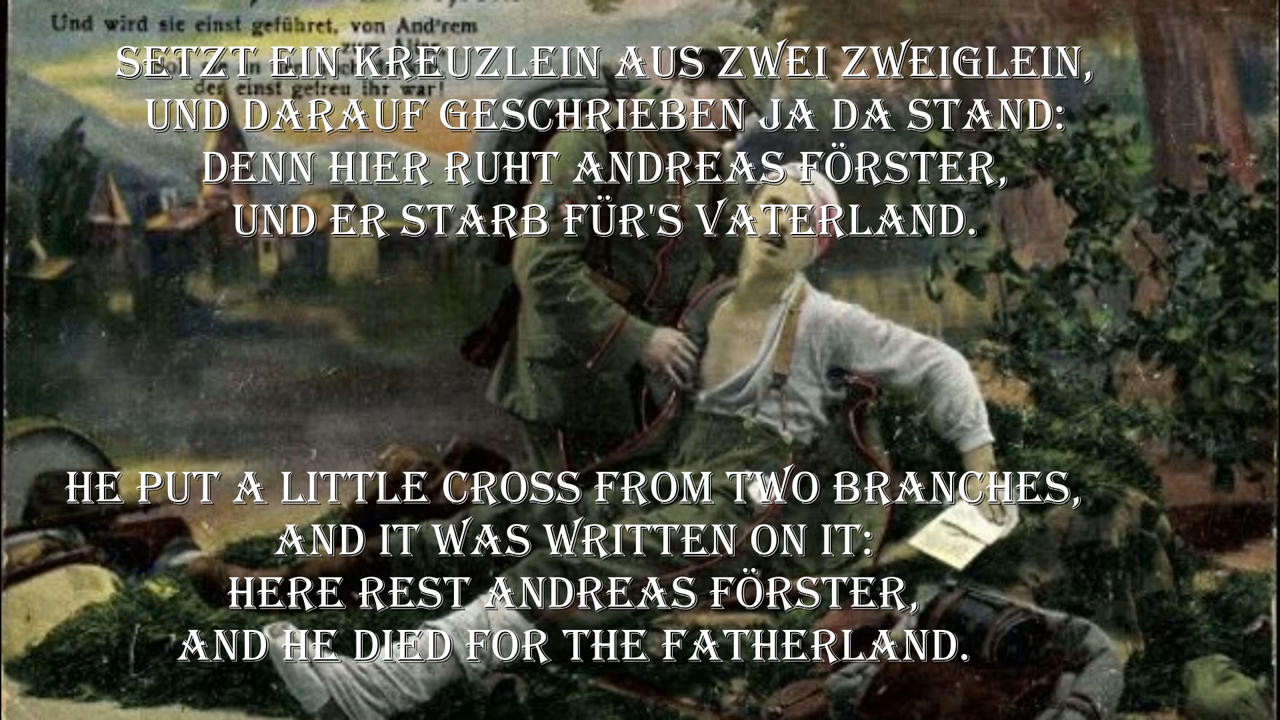 Und wird sie einst geführet, von And'rem
der einst getreu ihr war!
SETZT EIN KREUZLEIN AUS ZWEI ZWEIGLEIN,
UND DARAUF GESCHRIEBEN JA DA STAND:
DENN HIER RUHT ANDREAS FÖRSTER,
UND ER STARB FÜR'S VATERLAND.
HE PUT A LITTLE CROSS FROM TWO BRANCHES,
AND IT WAS WRITTEN ON IT:
HERE REST ANDREAS FÖRSTER,
AND HE DIED FOR THE FATHERLAND.